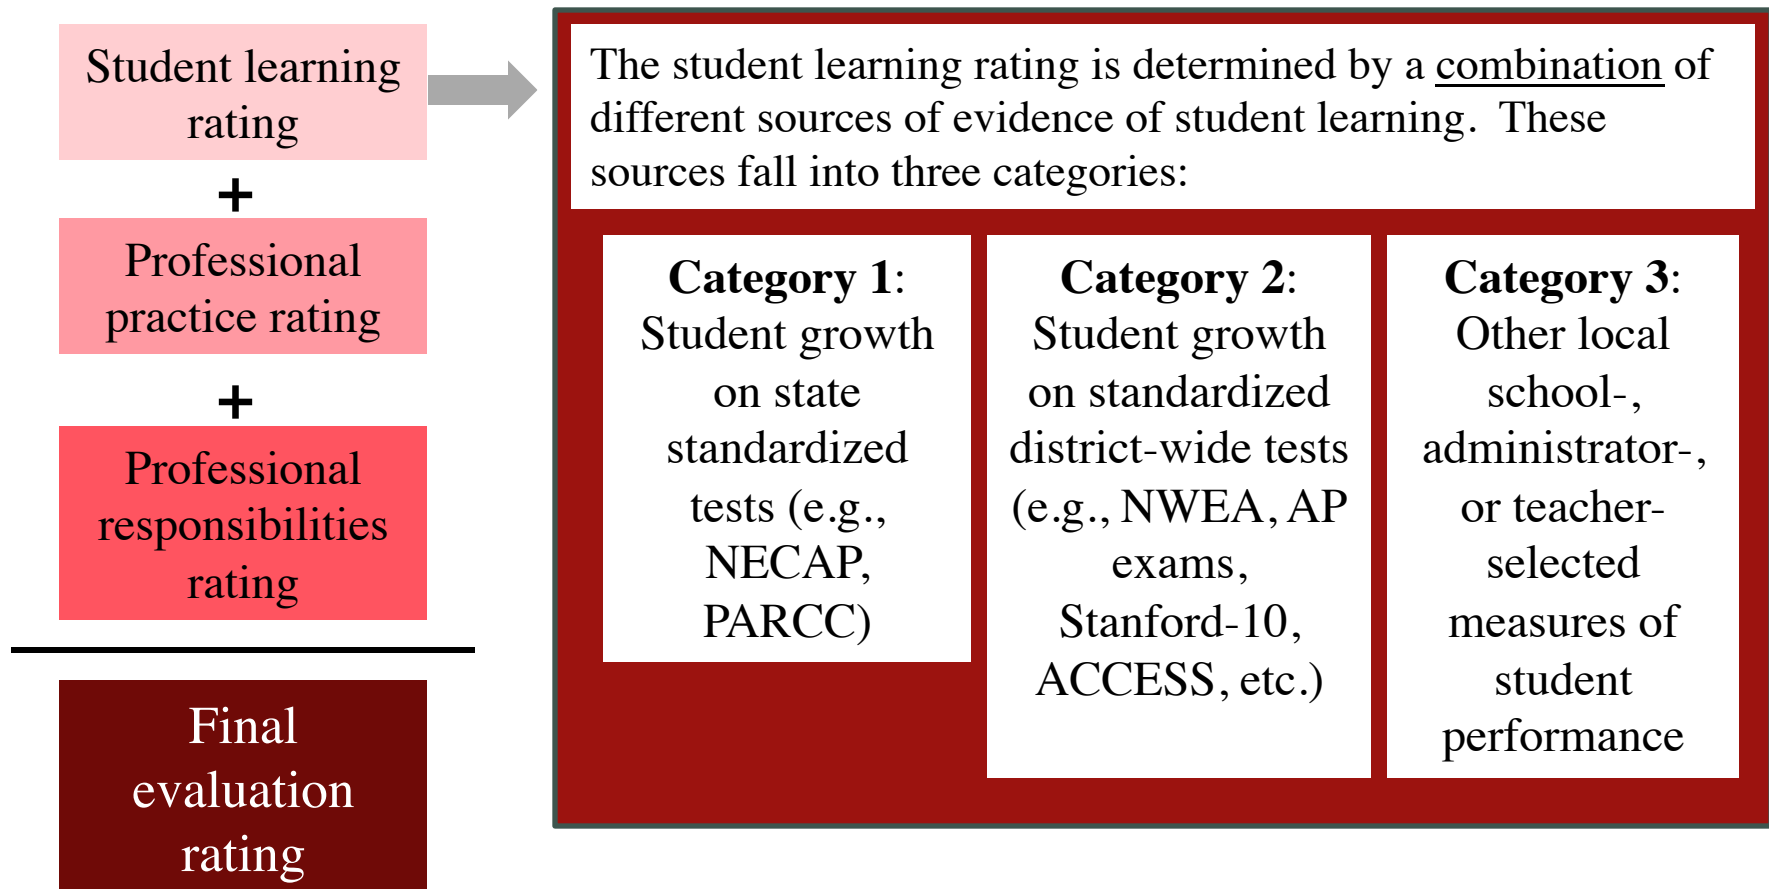 Student learning
rating
+
Professional
practice rating
+
Professional
responsibilities
rating
Final
evaluation
rating
The student learning rating is determined by a combination of
different sources of evidence of student learning.  These
sources fall into three categories:
Category 1:
Student growth
on state
standardized
tests (e.g.,
NECAP,
PARCC)
Category 2:
Student growth
on standardized
district-wide tests
(e.g., NWEA, AP
exams,
Stanford-10,
ACCESS, etc.)
Category 3:
Other local
school-,
administrator-,
or teacher-
selected
measures of
student
performance